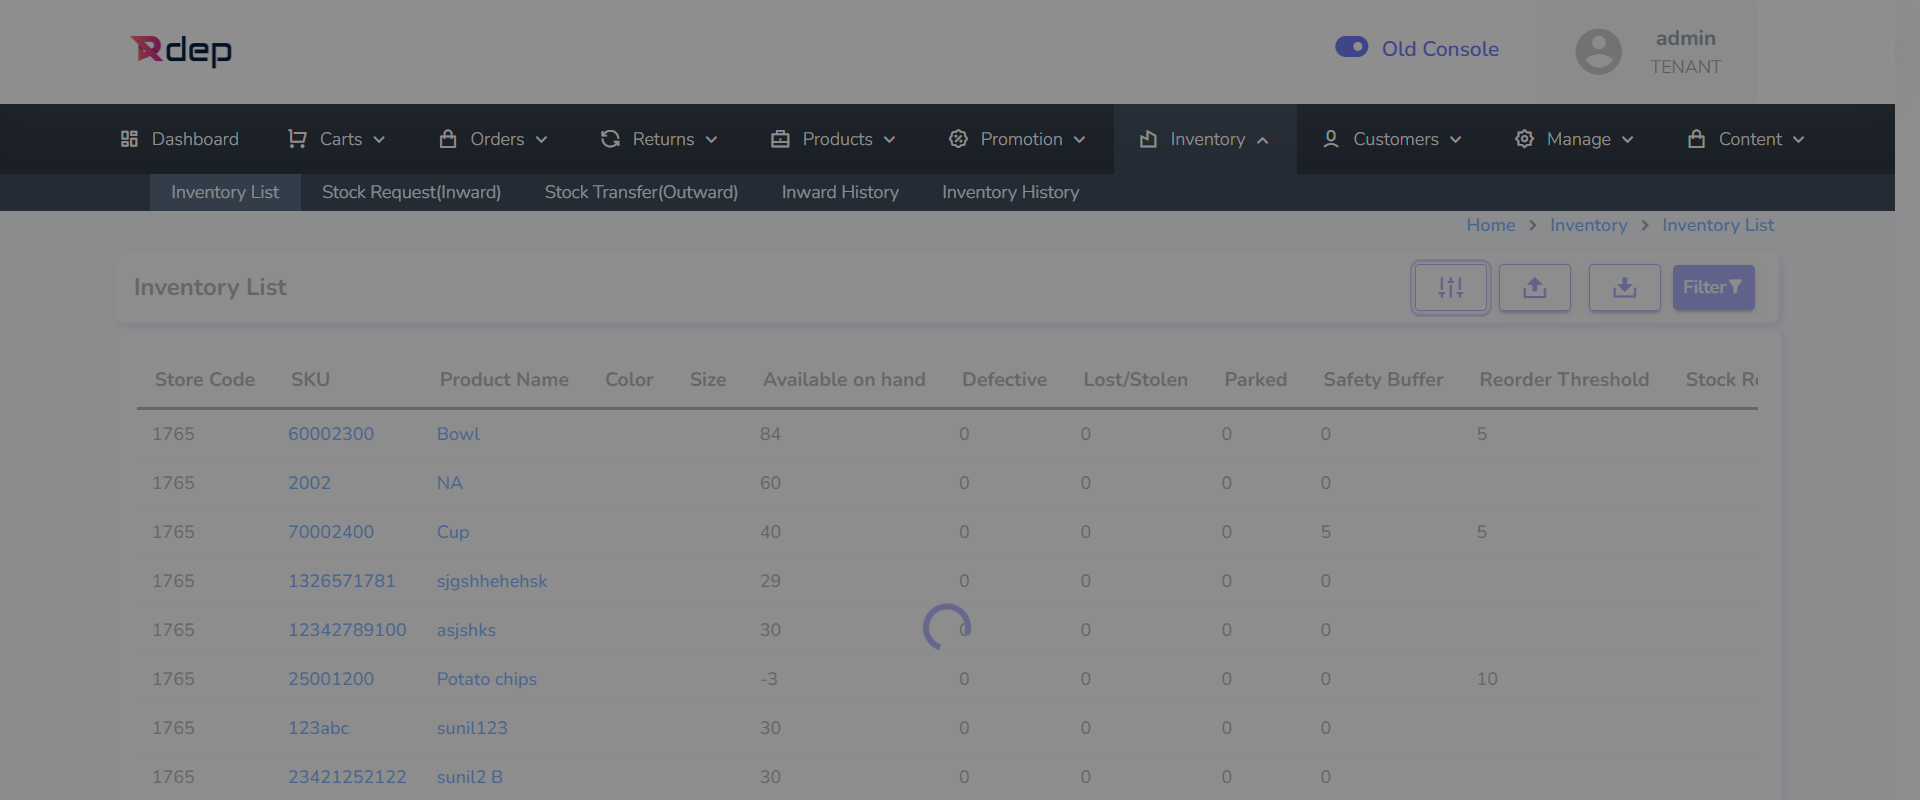 Rdep
Old Console
admin
TENANT
Dashboard Carts Orders Returns Products Promotion Inventory Customers Manage Content
Inventory List Stock Request(Inward) Stock Transfer(Outward) Inward History Inventory History
Home > Inventory > Inventory List
Inventory List Filter
Store Code SKU Product Name Color Size Available on hand Defective Lost/Stolen Parked Safety Buffer Reorder Threshold Stock
1765 60002300 Bowl 84 0 0 0 0 5
1765 2002 NA 60 0 0 0 0
1765 70002400 Cup 40 0 0 0 5 5
1765 1326571781 sjgshhehehsk 29 0 0 0 0
1765 12342789100 asjshks 30 0 0 0 0
1765 25001200 Potato chips -3 0 0 0 0 10
1765 123abc sunil123 30 0 0 0 0
1765 23421252122 sunil2 B 30 0 0 0 0